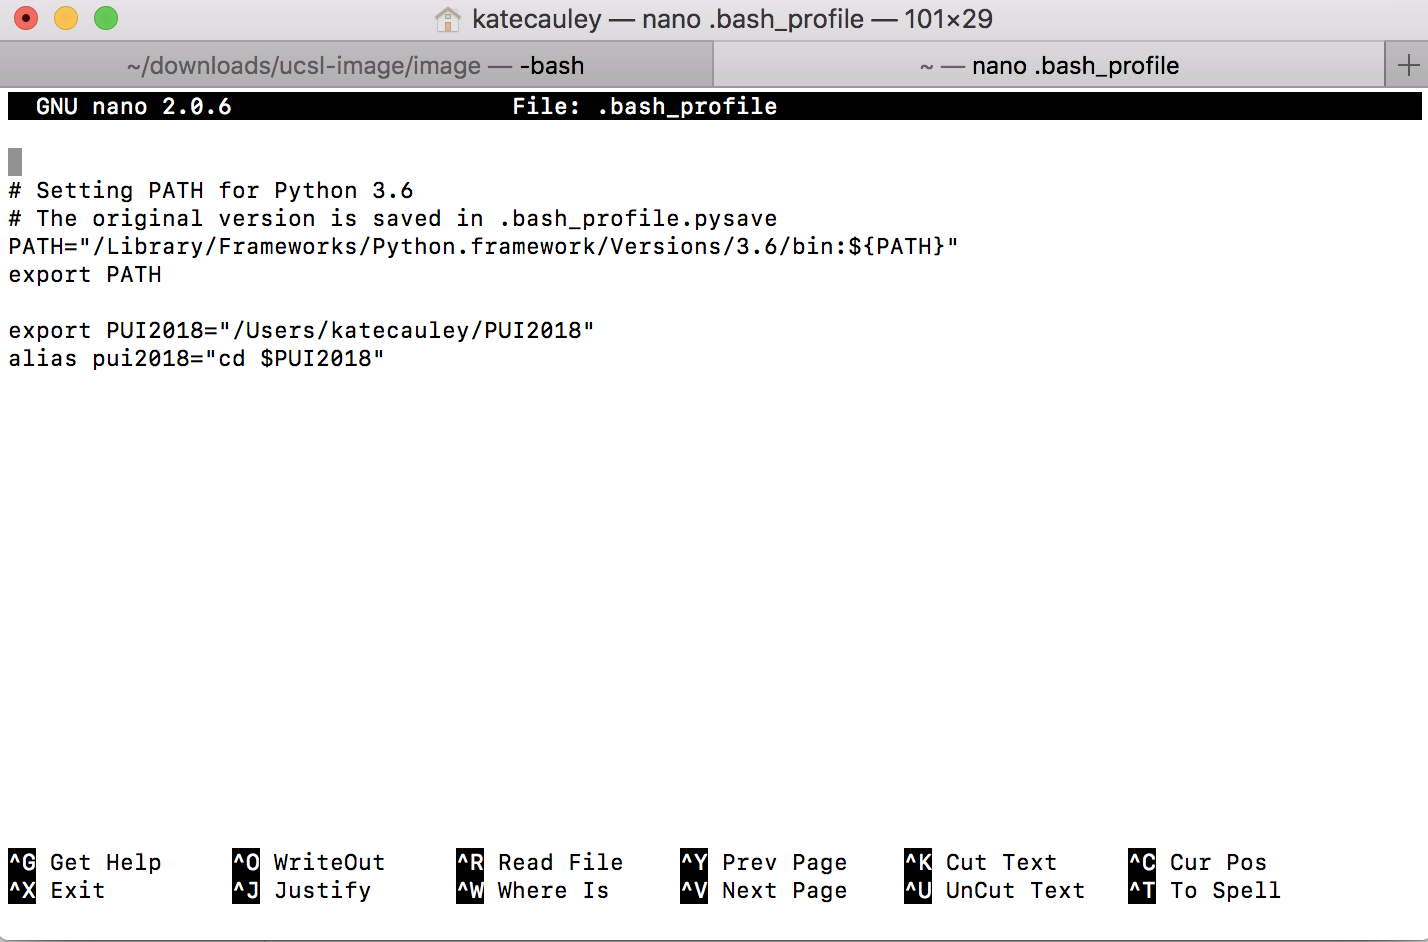 katecauley — nano .bash_profile — 101×29
~/downloads/ucsl-image/image — -bash
~ — nano .bash_profile
GNU nano 2.0.6 File: .bash_profile
# Setting PATH for Python 3.6
# The original version is saved in .bash_profile.pysave
PATH="/Library/Frameworks/Python.framework/Versions/3.6/bin:${PATH}"
export PATH
export PUI2018="/Users/katecauley/PUI2018"
alias pui2018="cd $PUI2018"
^G Get Help ^O WriteOut ^R Read File ^Y Prev Page ^K Cut Text ^C Cur Pos
^X Exit ^J Justify ^W Where Is ^V Next Page ^U UnCut Text ^T To Spell